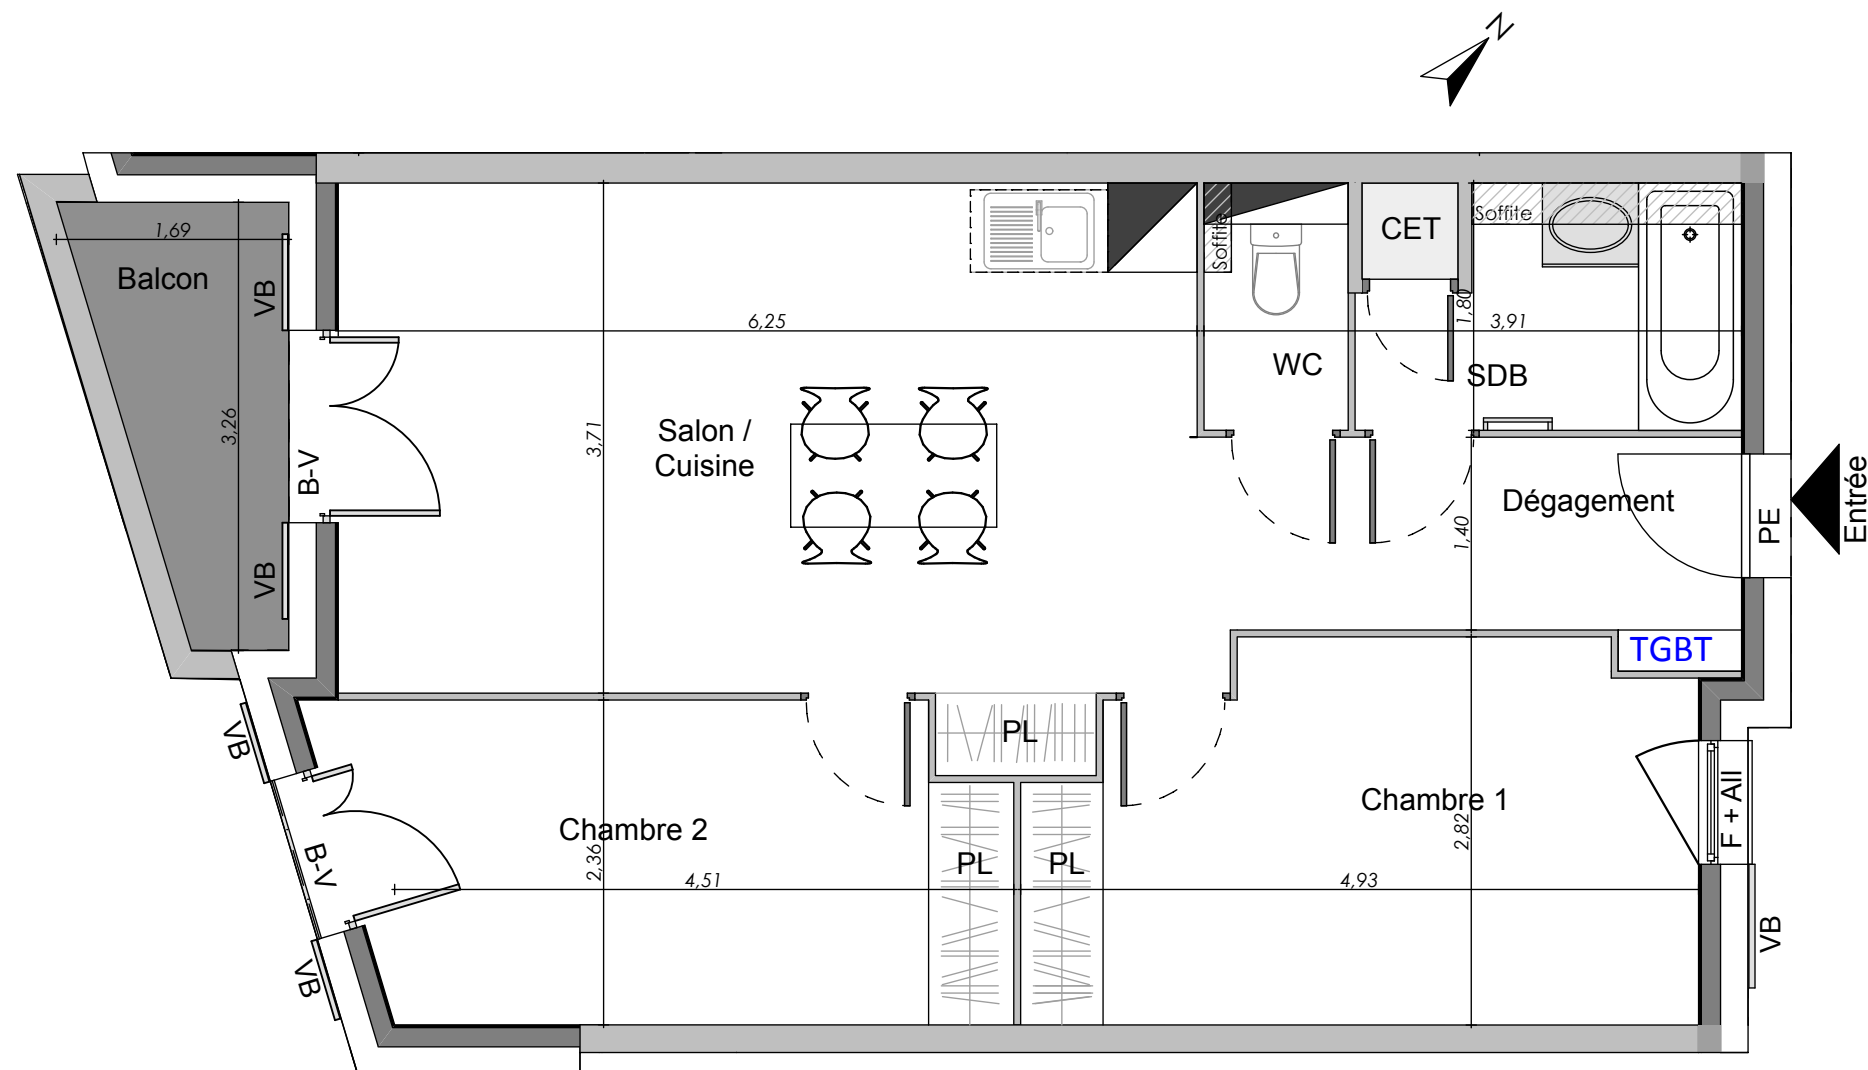 N
1,69
Balcon
VB
3,26
B-V
VB
6,25
3,71
Salon /
Cuisine
Soffite
WC
CET
1,80
Soffite
3,91
SDB
Dégagement
1,40
PE
Entrée
TGBT
VB
B-V
VB
Chambre 2
2,36
4,51
PL
PL
PL
Chambre 1
2,82
4,93
F + All
VB